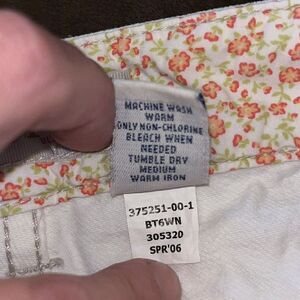 MACHINE WASH
WARM
ONLY NON-CHLORINE
BLEACH WHEN
NEEDED
TUMBLE DRY
MEDIUM
WARM IRON
375251-00-1
BT6WN
305320
SPR'06